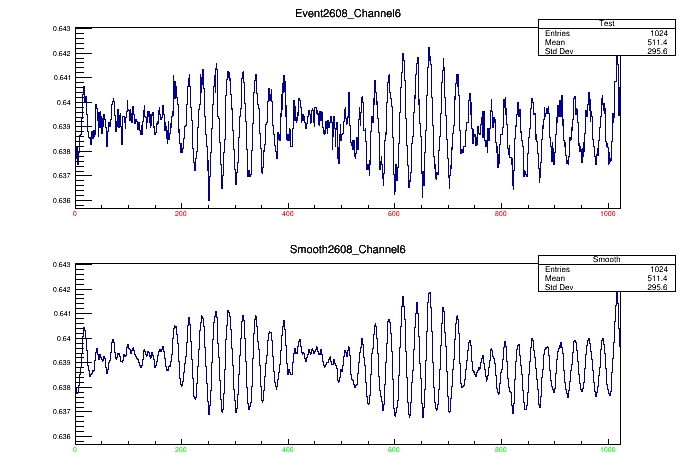 Event2608_Channel6
Test
Entries 1024
Mean 511.4
Std Dev 295.6
0.643
0.642
0.641
0.64
0.639
0.638
0.637
0.636
0 200 400 600 800 1000
Smooth2608_Channel6
Smooth
Entries 1024
Mean 511.4
Std Dev 295.6
0.643
0.642
0.641
0.64
0.639
0.638
0.637
0.636
0 200 400 600 800 1000